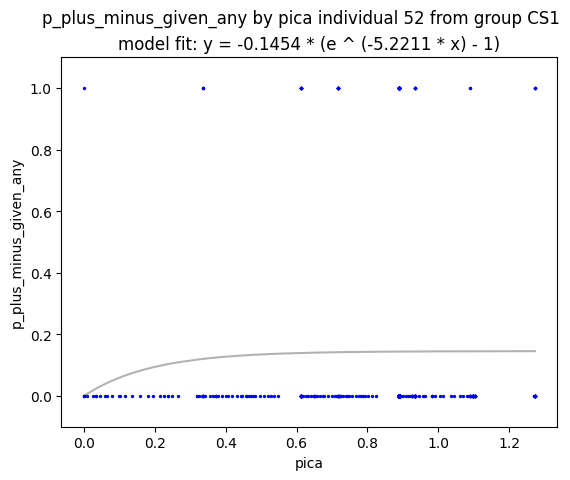 p_plus_minus_given_any by pica individual 52 from group CS1
model fit: y = -0.1454 * (e ^ (-5.2211 * x) - 1)
1.0
0.8
0.6
0.4
0.2
0.0
p_plus_minus_given_any
0.0 0.2 0.4 0.6 0.8 1.0 1.2
pica